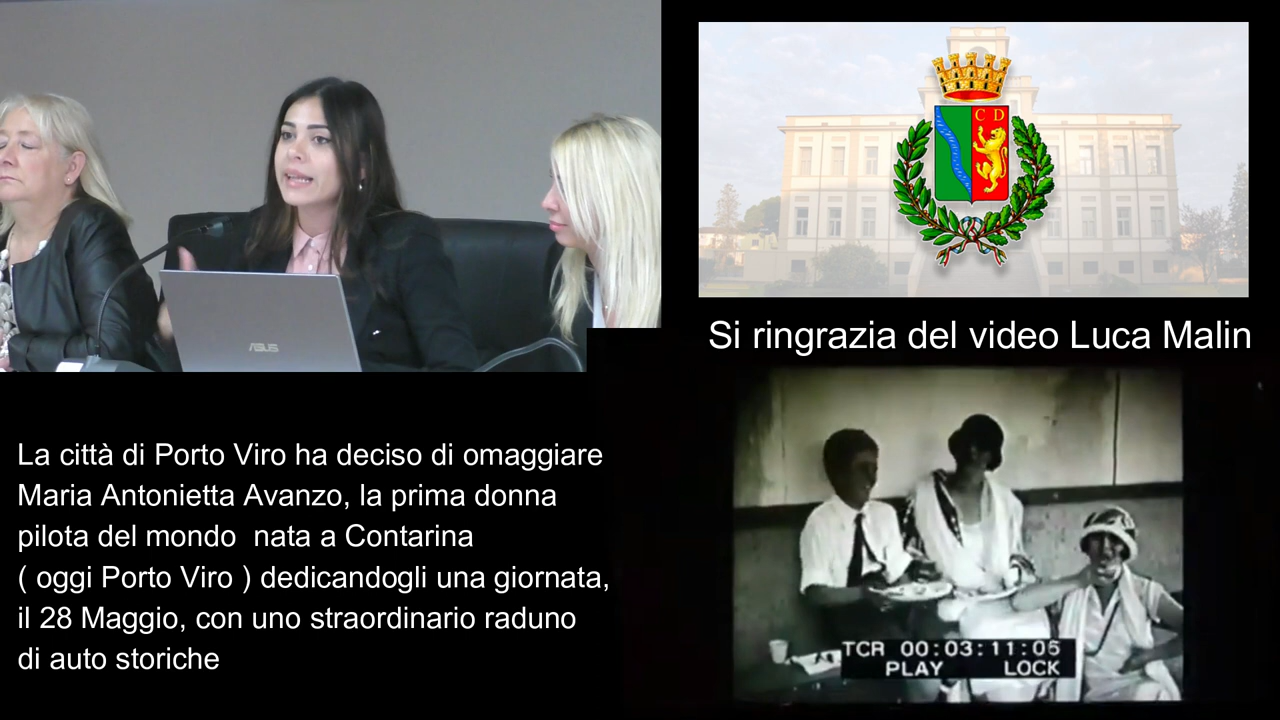 ASUS
C D
Si ringrazia del video Luca Malin
La città di Porto Viro ha deciso di omaggiare
Maria Antonietta Avanzo, la prima donna
pilota del mondo  nata a Contarina
( oggi Porto Viro ) dedicandogli una giornata,
il 28 Maggio, con uno straordinario raduno
di auto storiche
TCR 00:03:11:06
PLAY LOCK